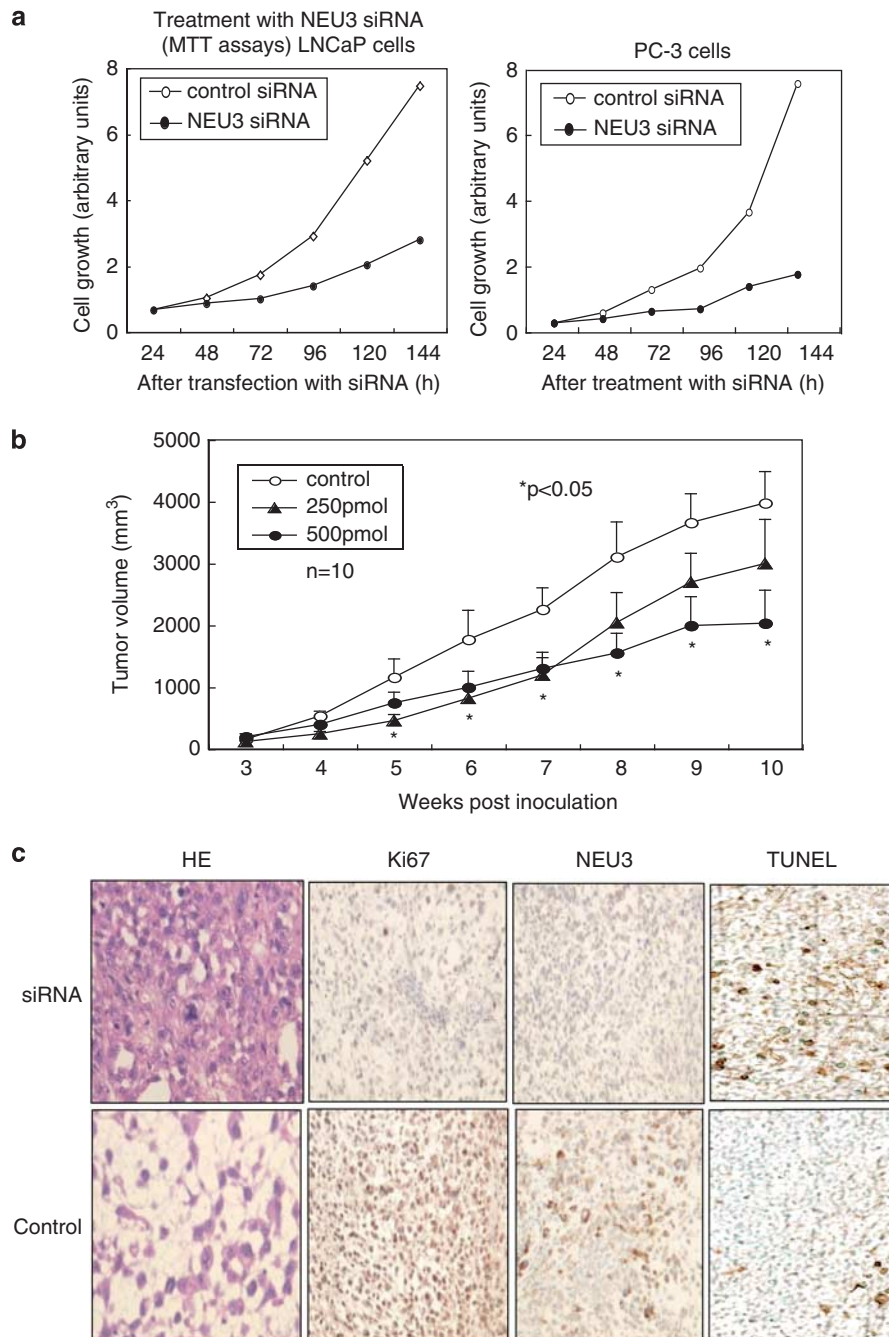 a
Treatment with NEU3 siRNA
(MTT assays) LNCaP cells
8
6
4
2
0
Cell growth (arbitrary units)
control siRNA
NEU3 siRNA
24 48 72 96 120 144
After transfection with siRNA (h)
PC-3 cells
8
6
4
2
0
Cell growth (arbitrary units)
control siRNA
NEU3 siRNA
24 48 72 96 120 144
After treatment with siRNA (h)
b
5000
4000
3000
2000
1000
0
Tumor volume (mm³)
control
250pmol
500pmol
n=10
*p<0.05
* * * * * *
3 4 5 6 7 8 9 10
Weeks post inoculation
c
HE Ki67 NEU3 TUNEL
siRNA
Control